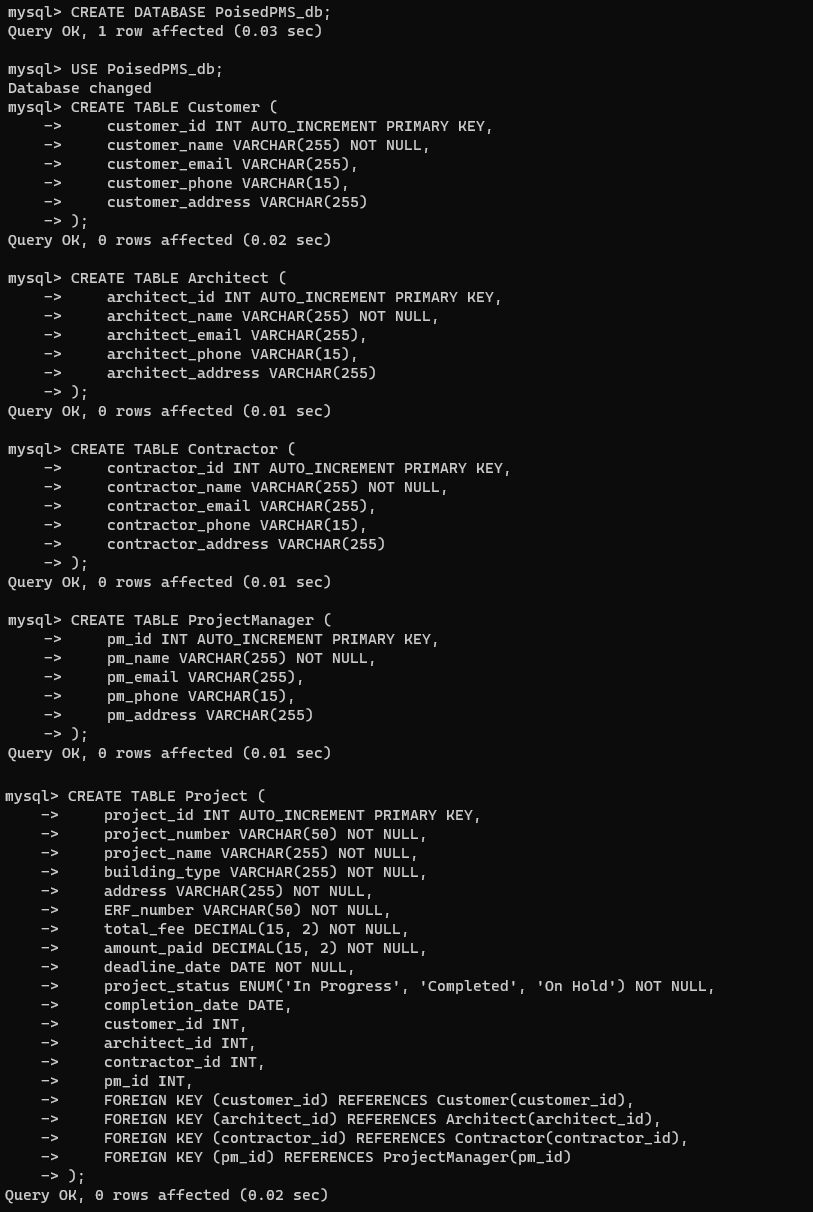 mysql> CREATE DATABASE PoisedPMS_db;
Query OK, 1 row affected (0.03 sec)

mysql> USE PoisedPMS_db;
Database changed
mysql> CREATE TABLE Customer (
    ->     customer_id INT AUTO_INCREMENT PRIMARY KEY,
    ->     customer_name VARCHAR(255) NOT NULL,
    ->     customer_email VARCHAR(255),
    ->     customer_phone VARCHAR(15),
    ->     customer_address VARCHAR(255)
    -> );
Query OK, 0 rows affected (0.02 sec)

mysql> CREATE TABLE Architect (
    ->     architect_id INT AUTO_INCREMENT PRIMARY KEY,
    ->     architect_name VARCHAR(255) NOT NULL,
    ->     architect_email VARCHAR(255),
    ->     architect_phone VARCHAR(15),
    ->     architect_address VARCHAR(255)
    -> );
Query OK, 0 rows affected (0.01 sec)

mysql> CREATE TABLE Contractor (
    ->     contractor_id INT AUTO_INCREMENT PRIMARY KEY,
    ->     contractor_name VARCHAR(255) NOT NULL,
    ->     contractor_email VARCHAR(255),
    ->     contractor_phone VARCHAR(15),
    ->     contractor_address VARCHAR(255)
    -> );
Query OK, 0 rows affected (0.01 sec)

mysql> CREATE TABLE ProjectManager (
    ->     pm_id INT AUTO_INCREMENT PRIMARY KEY,
    ->     pm_name VARCHAR(255) NOT NULL,
    ->     pm_email VARCHAR(255),
    ->     pm_phone VARCHAR(15),
    ->     pm_address VARCHAR(255)
    -> );
Query OK, 0 rows affected (0.01 sec)

mysql> CREATE TABLE Project (
    ->     project_id INT AUTO_INCREMENT PRIMARY KEY,
    ->     project_number VARCHAR(50) NOT NULL,
    ->     project_name VARCHAR(255) NOT NULL,
    ->     building_type VARCHAR(255) NOT NULL,
    ->     address VARCHAR(255) NOT NULL,
    ->     ERF_number VARCHAR(50) NOT NULL,
    ->     total_fee DECIMAL(15, 2) NOT NULL,
    ->     amount_paid DECIMAL(15, 2) NOT NULL,
    ->     deadline_date DATE NOT NULL,
    ->     project_status ENUM('In Progress', 'Completed', 'On Hold') NOT NULL,
    ->     completion_date DATE,
    ->     customer_id INT,
    ->     architect_id INT,
    ->     contractor_id INT,
    ->     pm_id INT,
    ->     FOREIGN KEY (customer_id) REFERENCES Customer(customer_id),
    ->     FOREIGN KEY (architect_id) REFERENCES Architect(architect_id),
    ->     FOREIGN KEY (contractor_id) REFERENCES Contractor(contractor_id),
    ->     FOREIGN KEY (pm_id) REFERENCES ProjectManager(pm_id)
    -> );
Query OK, 0 rows affected (0.02 sec)